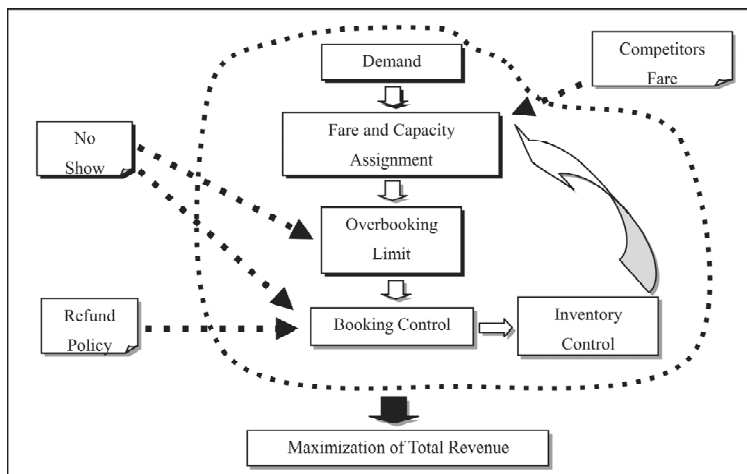 Demand
Competitors
Fare
Fare and Capacity
Assignment
No
Show
Overbooking
Limit
Refund
Policy
Booking Control
Inventory
Control
Maximization of Total Revenue